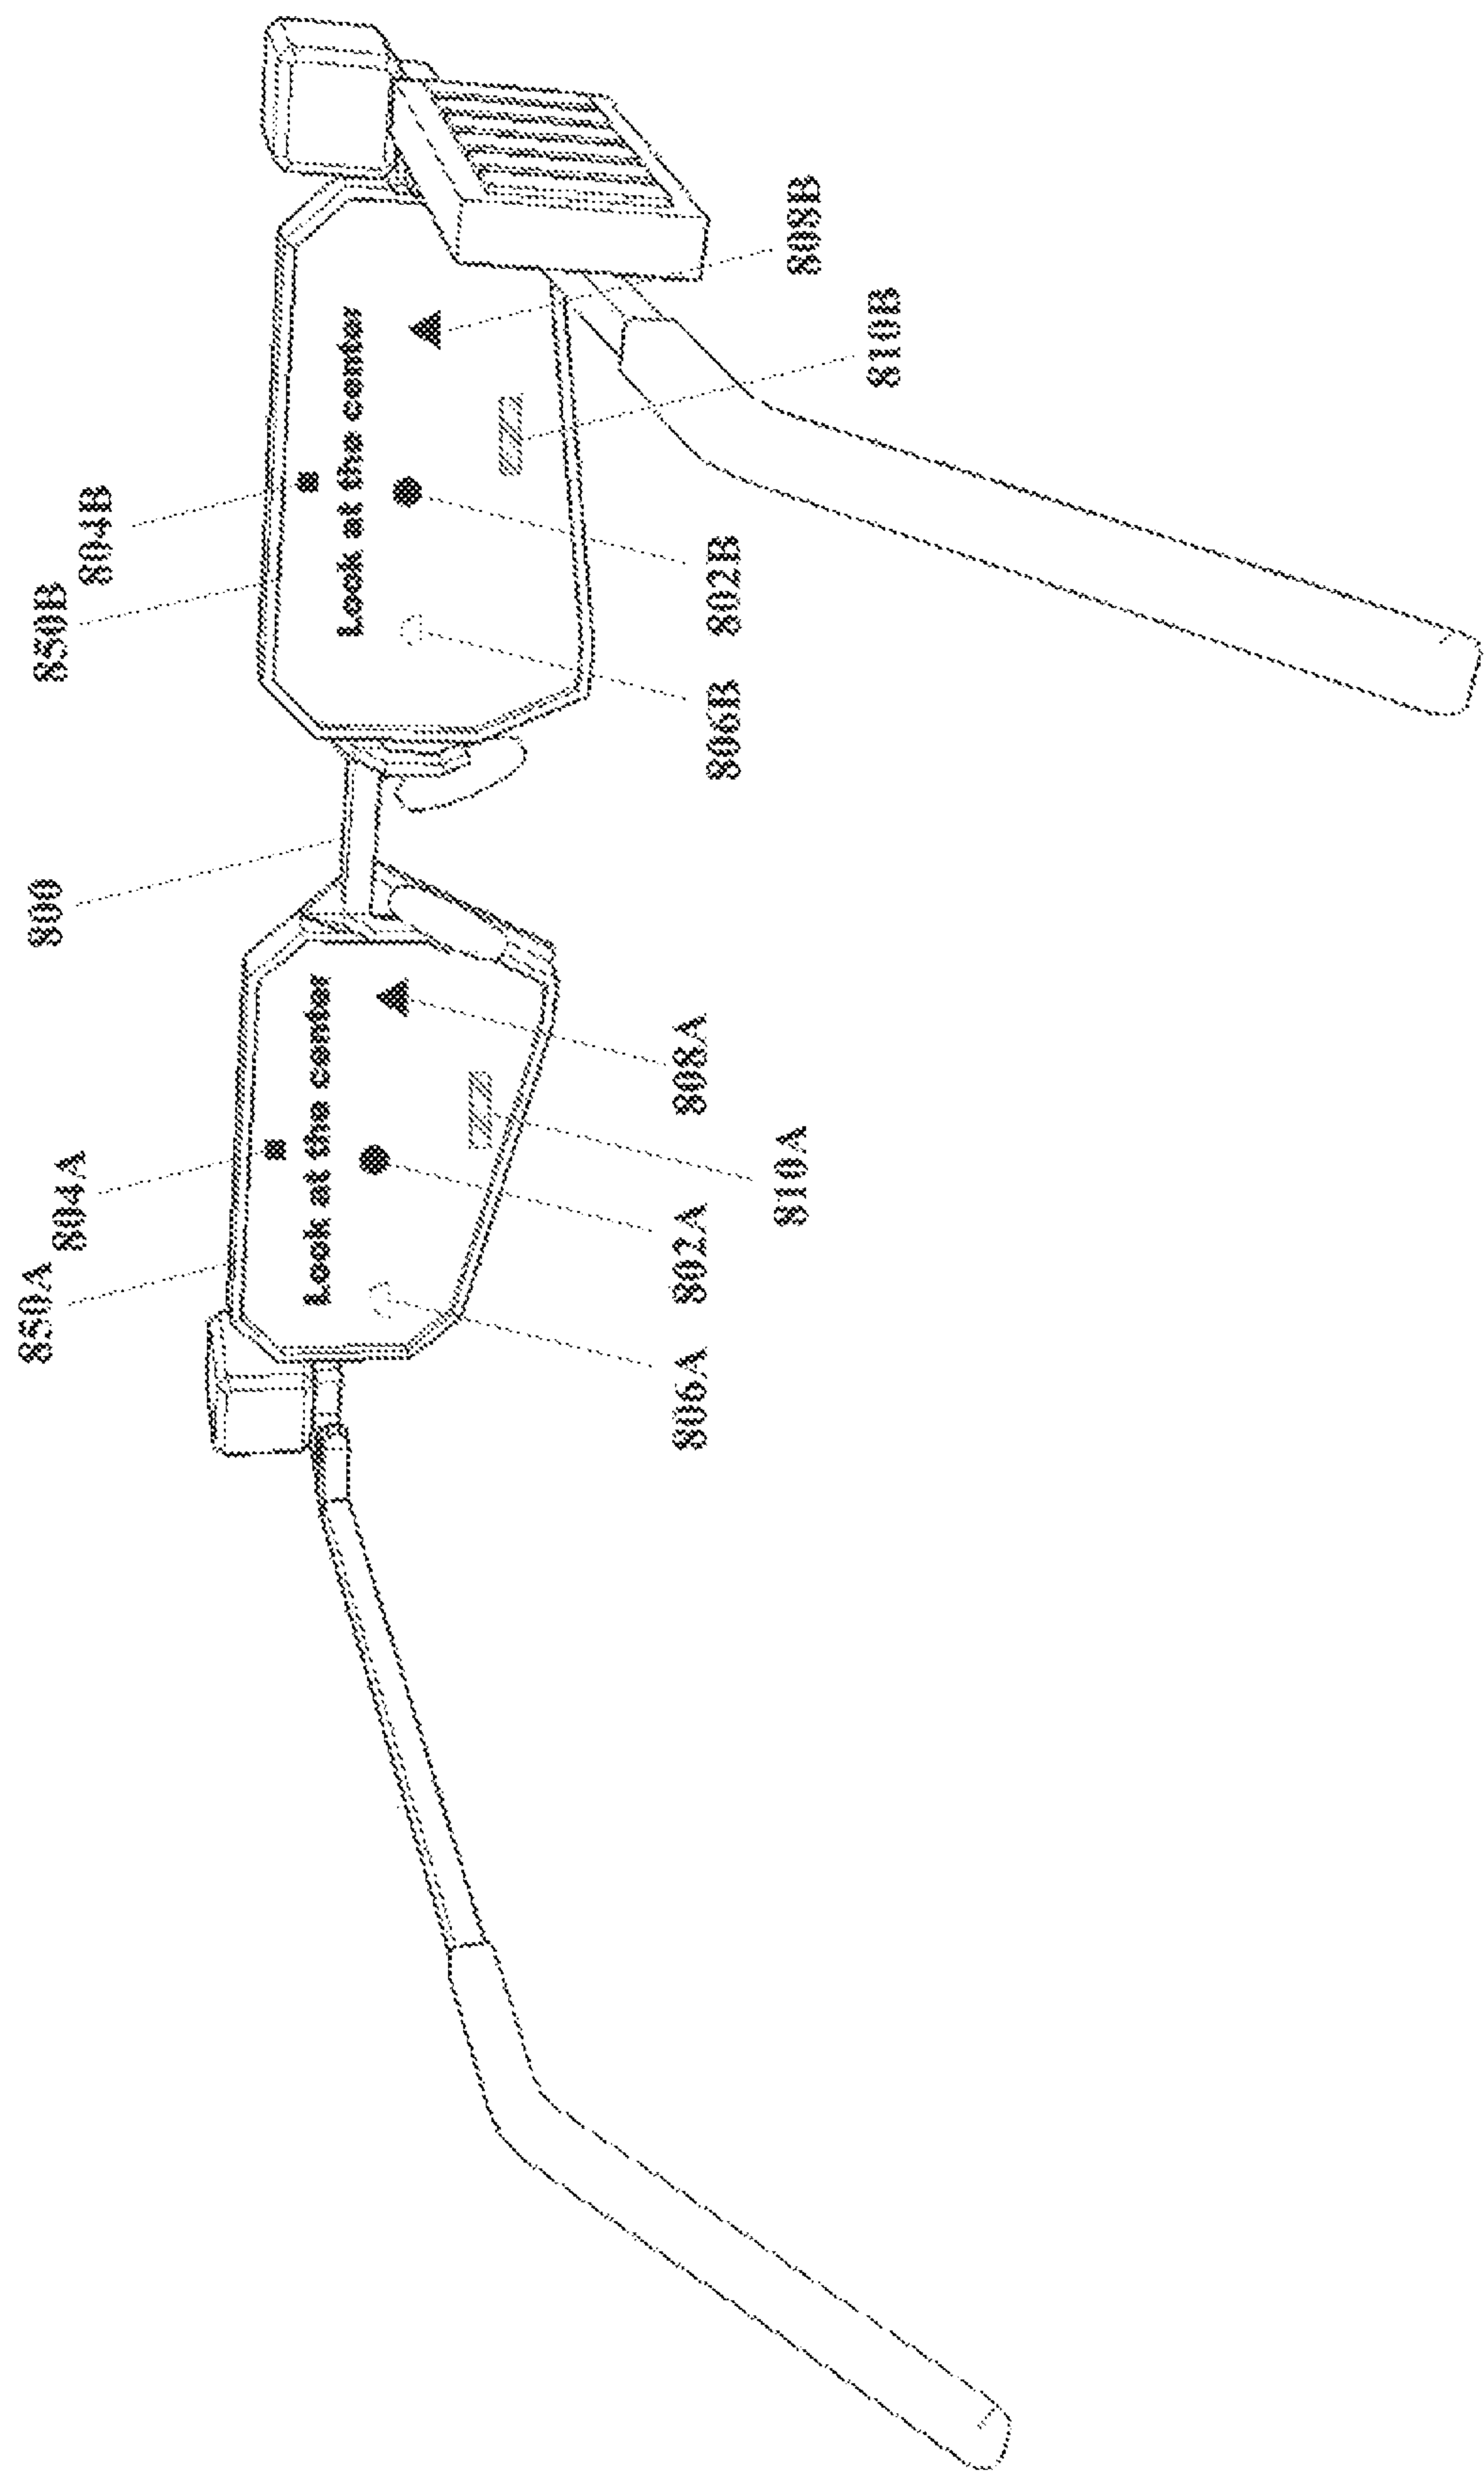 850A
804A
800
850B
804B
Look at the center
Look at the center
806A
802A
808A
806B
802B
810A
808B
810B